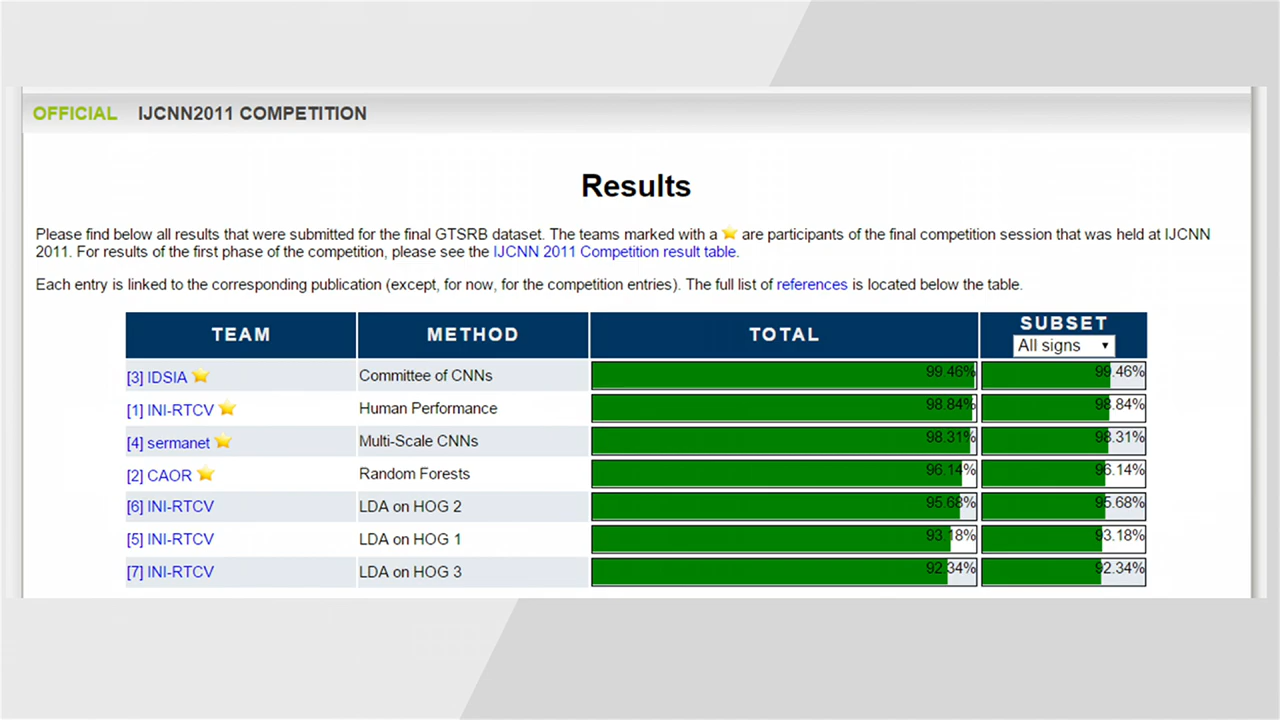 OFFICIAL IJCNN2011 COMPETITION
Results
Please find below all results that were submitted for the final GTSRB dataset. The teams marked with a ⭐ are participants of the final competition session that was held at IJCNN
2011. For results of the first phase of the competition, please see the IJCNN 2011 Competition result table.
Each entry is linked to the corresponding publication (except, for now, for the competition entries). The full list of references is located below the table.
TEAM METHOD TOTAL SUBSET
All signs
[3] IDSIA ⭐ Committee of CNNs 99.46% 99.46%
[1] INI-RTCV ⭐ Human Performance 98.84% 98.84%
[4] sermanet ⭐ Multi-Scale CNNs 98.31% 98.31%
[2] CAOR ⭐ Random Forests 96.14% 96.14%
[6] INI-RTCV LDA on HOG 2 95.68% 95.68%
[5] INI-RTCV LDA on HOG 1 93.18% 93.18%
[7] INI-RTCV LDA on HOG 3 92.34% 92.34%